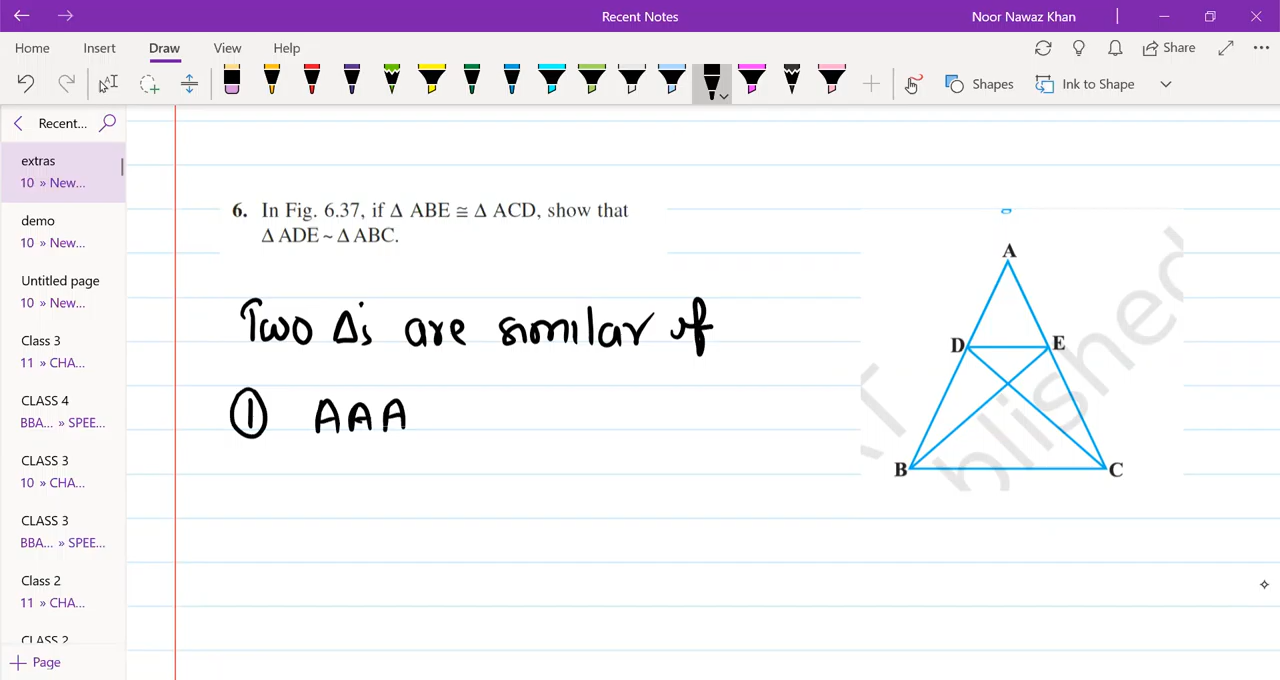 Recent Notes
Noor Nawaz Khan
Home Insert Draw View Help
Share
Shapes
Ink to Shape
Recent...
extras
10 » New...
demo
10 » New...
Untitled page
10 » New...
Class 3
11 » CHA...
CLASS 4
BBA... » SPEE...
CLASS 3
10 » CHA...
CLASS 3
BBA... » SPEE...
Class 2
11 » CHA...
CLASS 2
Page
6. In Fig. 6.37, if Δ ABE ≅ Δ ACD, show that
Δ ADE ~ Δ ABC.
Two Δs are similar if
① AAA
A
D E
B C
blished